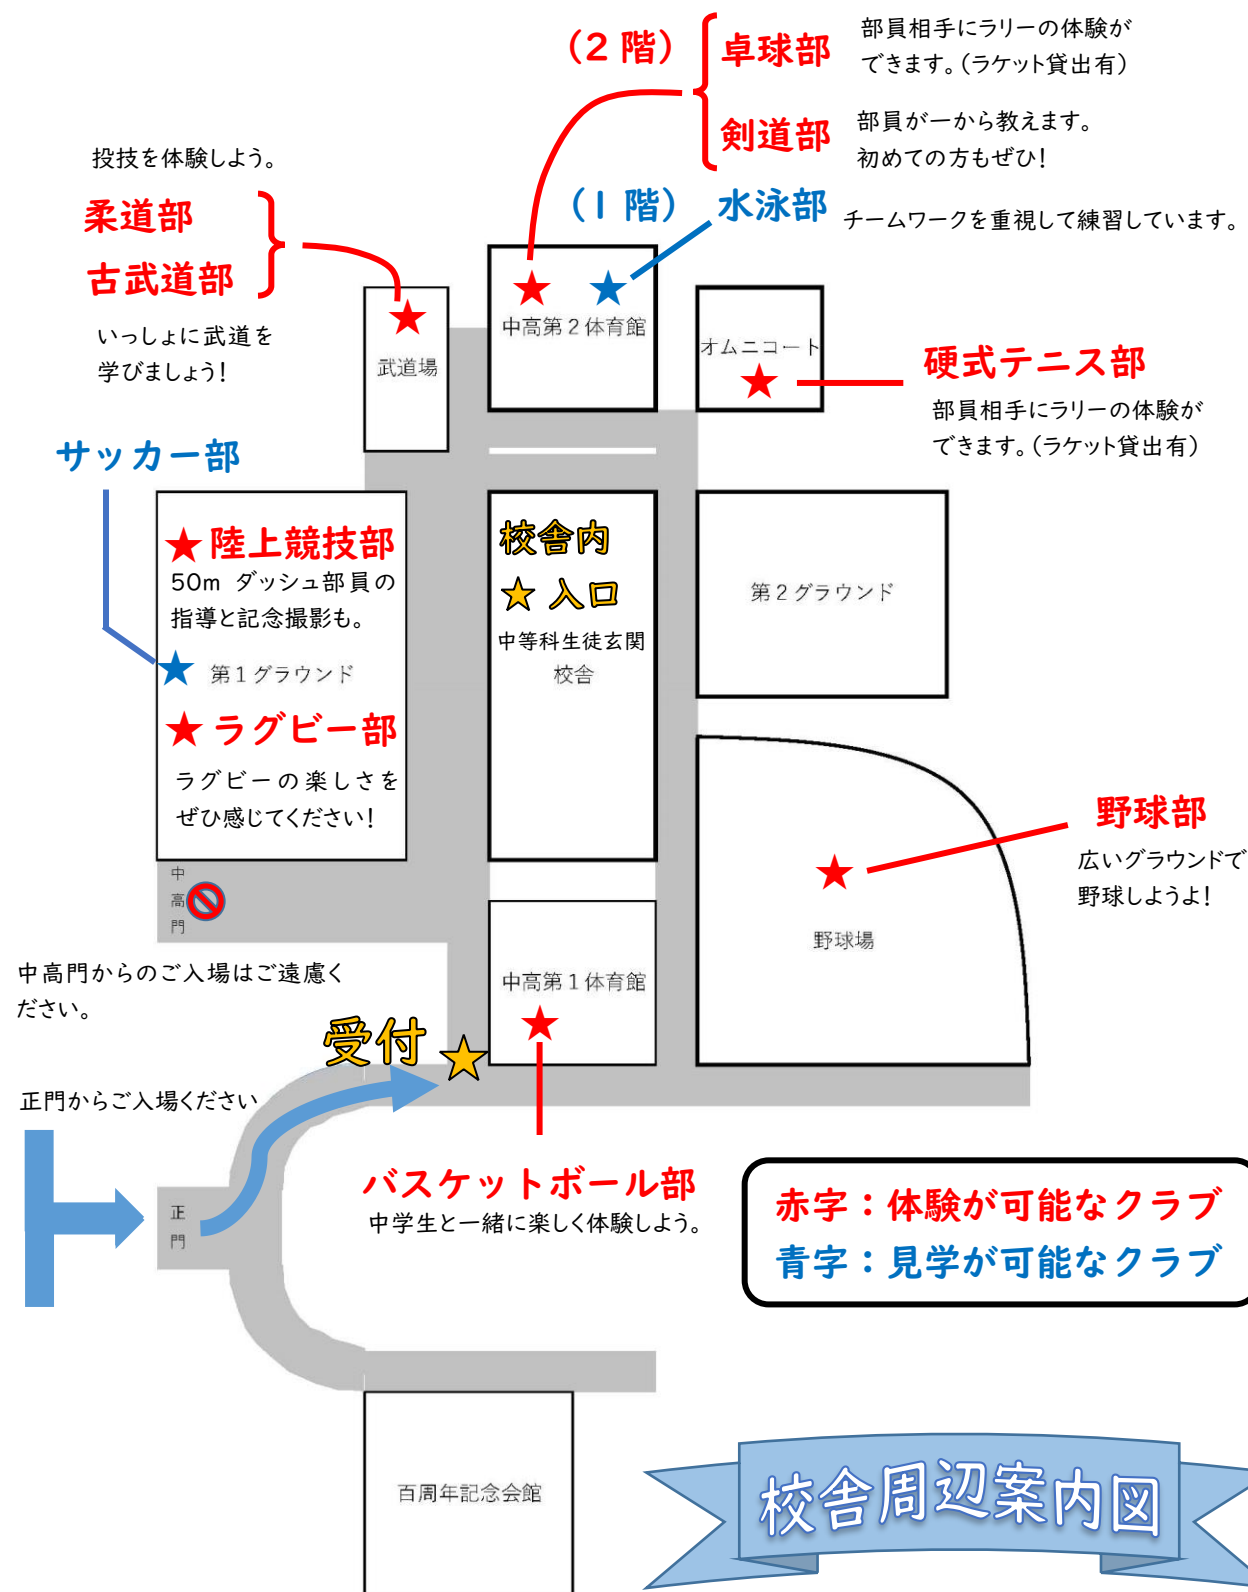 (2階)
卓球部
部員相手にラリーの体験が
できます。(ラケット貸出有)
剣道部
部員が一から教えます。
初めての方もぜひ!
(1階)
水泳部
チームワークを重視して練習しています。
投技を体験しよう。
柔道部
古武道部
いっしょに武道を
学びましょう!
武道場
中高第2体育館
オムニコート
硬式テニス部
部員相手にラリーの体験が
できます。(ラケット貸出有)
サッカー部
陸上競技部
50m ダッシュ部員の
指導と記念撮影も。
第1グラウンド
ラグビー部
ラグビーの楽しさを
ぜひ感じてください!
校舎内
入口
中等科生徒玄関
校舎
第2グラウンド
野球部
広いグラウンドで
野球しようよ!
野球場
中高門
中高門からのご入場はご遠慮く
ださい。
中高第1体育館
受付
正門からご入場ください
正門
バスケットボール部
中学生と一緒に楽しく体験しよう。
赤字:体験が可能なクラブ
青字:見学が可能なクラブ
百周年記念会館
校舎周辺案内図